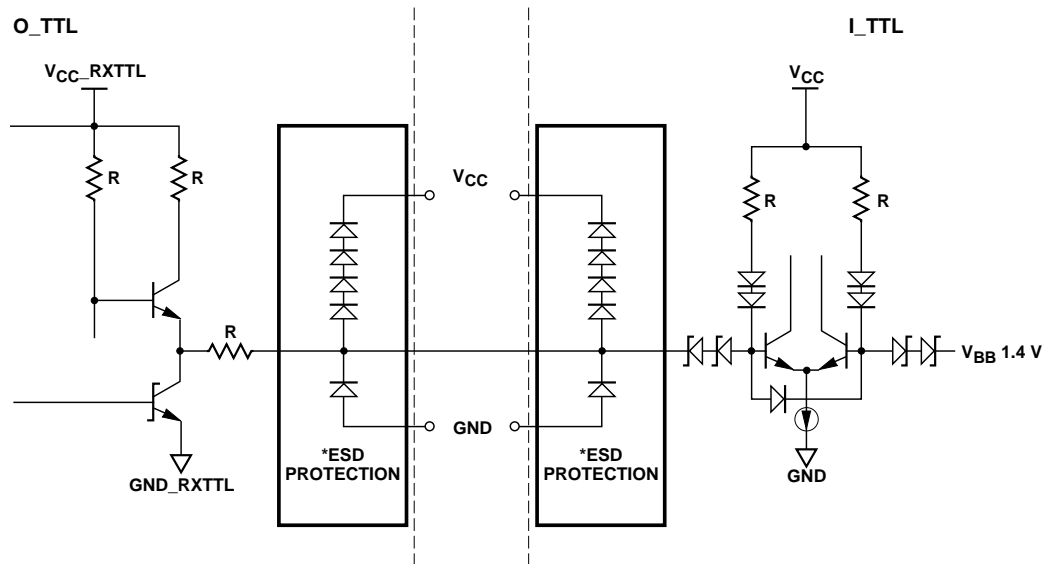 O_TTL
I_TTL
VCC_RXTTL
VCC
R
R
VCC
R
R
R
VBB 1.4 V
GND
*ESD
PROTECTION
*ESD
PROTECTION
GND_RXTTL
GND